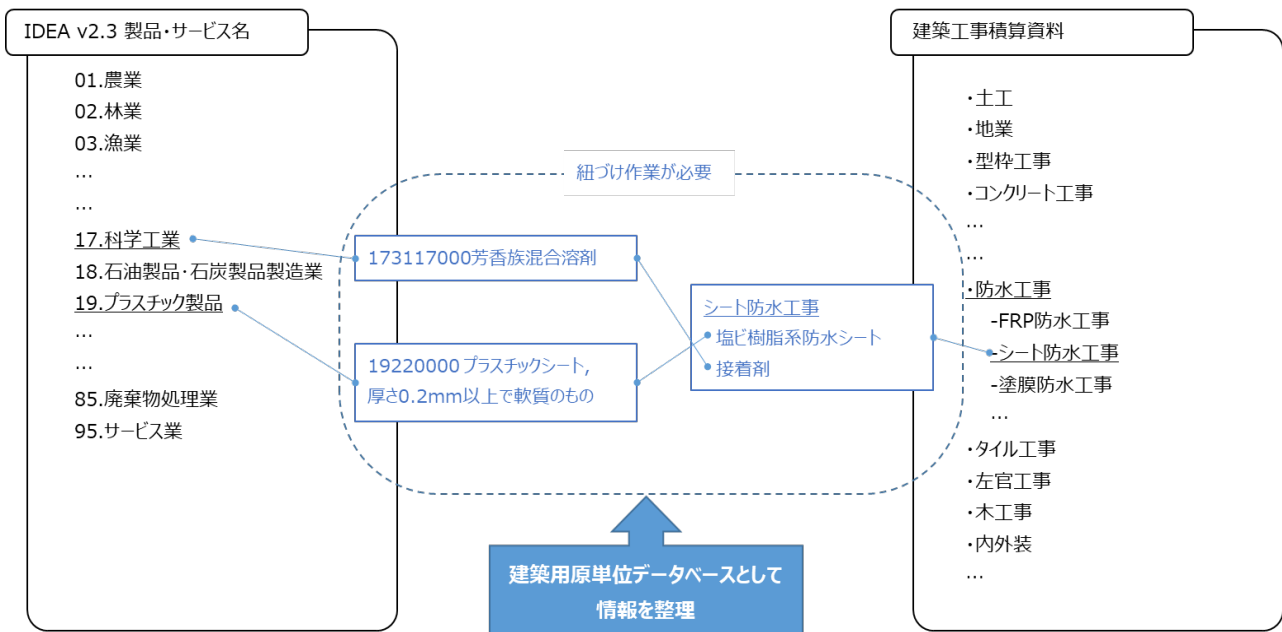 IDEA v2.3 製品・サービス名
01.農業
02.林業
03.漁業
…
…
17.科学工業
18.石油製品・石炭製品製造業
19.プラスチック製品
…
…
85.廃棄物処理業
95.サービス業
紐づけ作業が必要
173117000芳香族混合溶剤
19220000プラスチックシート,
厚さ0.2mm以上で軟質のもの
シート防水工事
塩ビ樹脂系防水シート
接着剤
建築用原単位データベースとして
情報を整理
建築工事積算資料
・土工
・地業
・型枠工事
・コンクリート工事
…
…
・防水工事
-FRP防水工事
-シート防水工事
-塗膜防水工事
…
・タイル工事
・左官工事
・木工事
・内外装
…